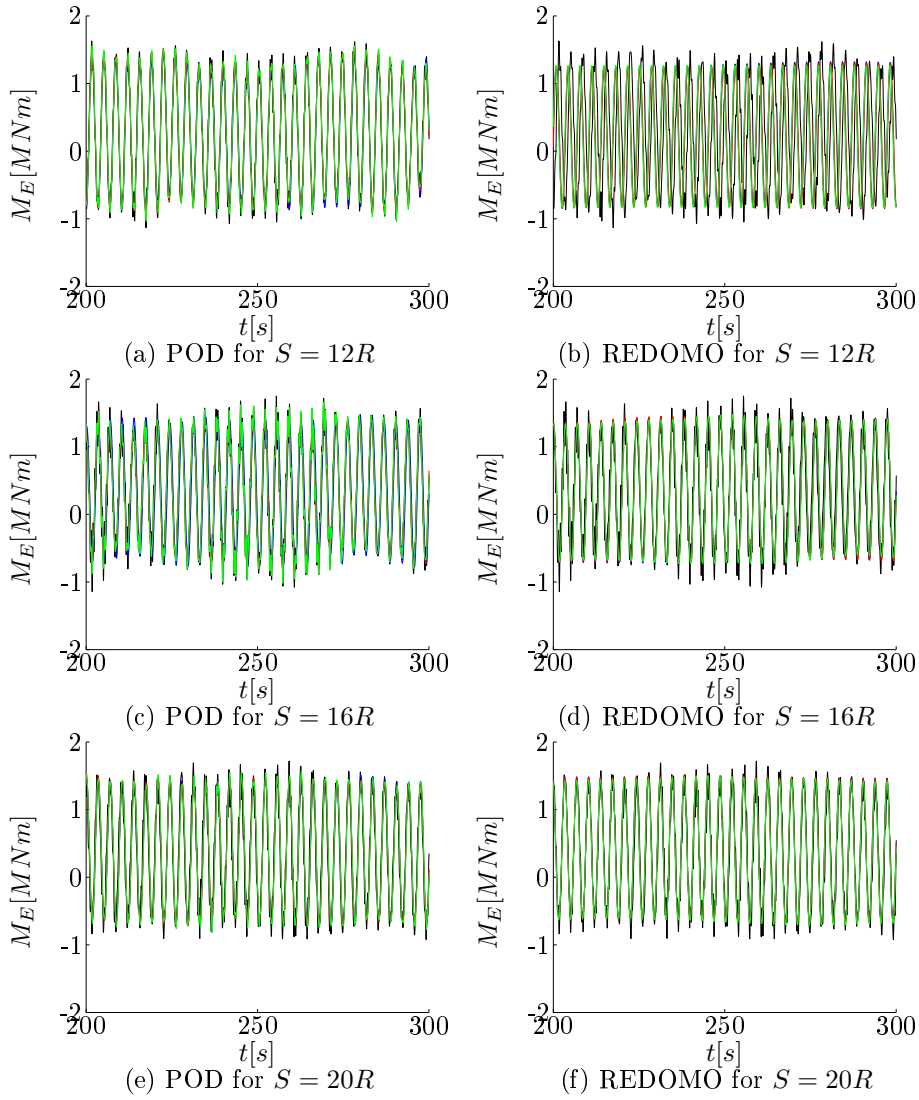 2
1
0
-1
-2
M_E[MNm]
200
250
300
t[s]
(a) POD for S = 12R
2
1
0
-1
-2
M_E[MNm]
200
250
300
t[s]
(b) REDOMO for S = 12R
2
1
0
-1
-2
M_E[MNm]
200
250
300
t[s]
(c) POD for S = 16R
2
1
0
-1
-2
M_E[MNm]
200
250
300
t[s]
(d) REDOMO for S = 16R
2
1
0
-1
-2
M_E[MNm]
200
250
300
t[s]
(e) POD for S = 20R
2
1
0
-1
-2
M_E[MNm]
200
250
300
t[s]
(f) REDOMO for S = 20R